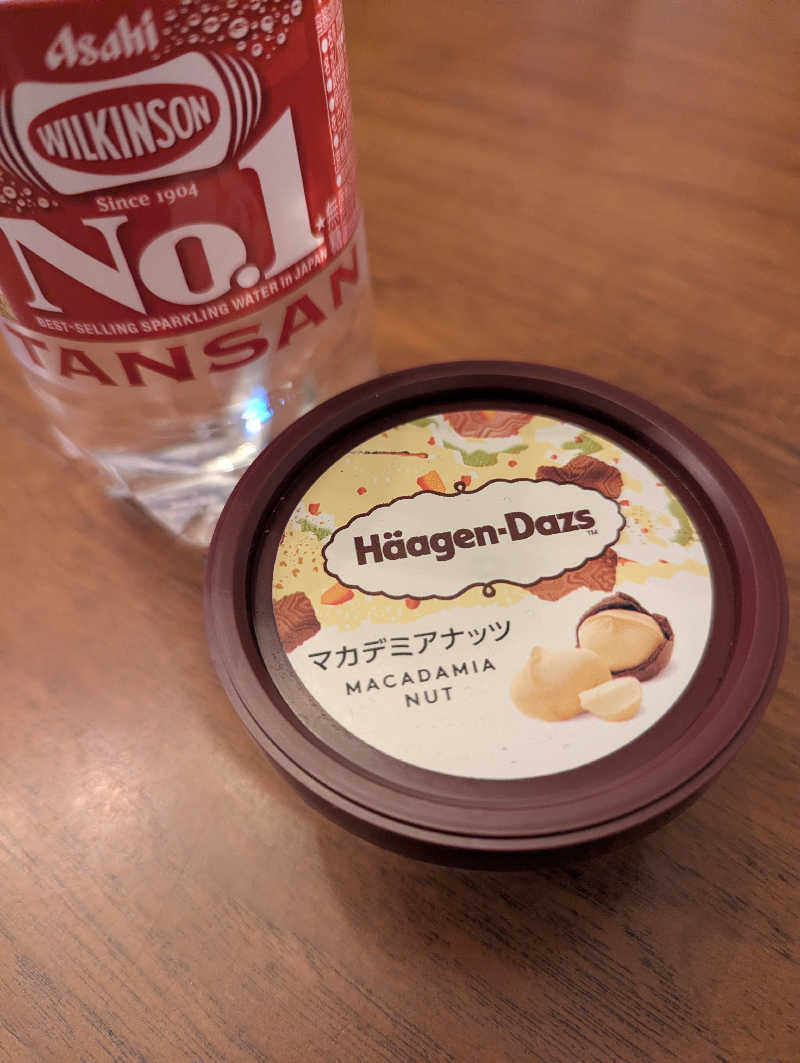 Asahi
WILKINSON
Since 1904
No.1
BEST-SELLING SPARKLING WATER in JAPAN
TANSAN
Häagen-Dazs™
マカデミアナッツ
MACADAMIA
NUT